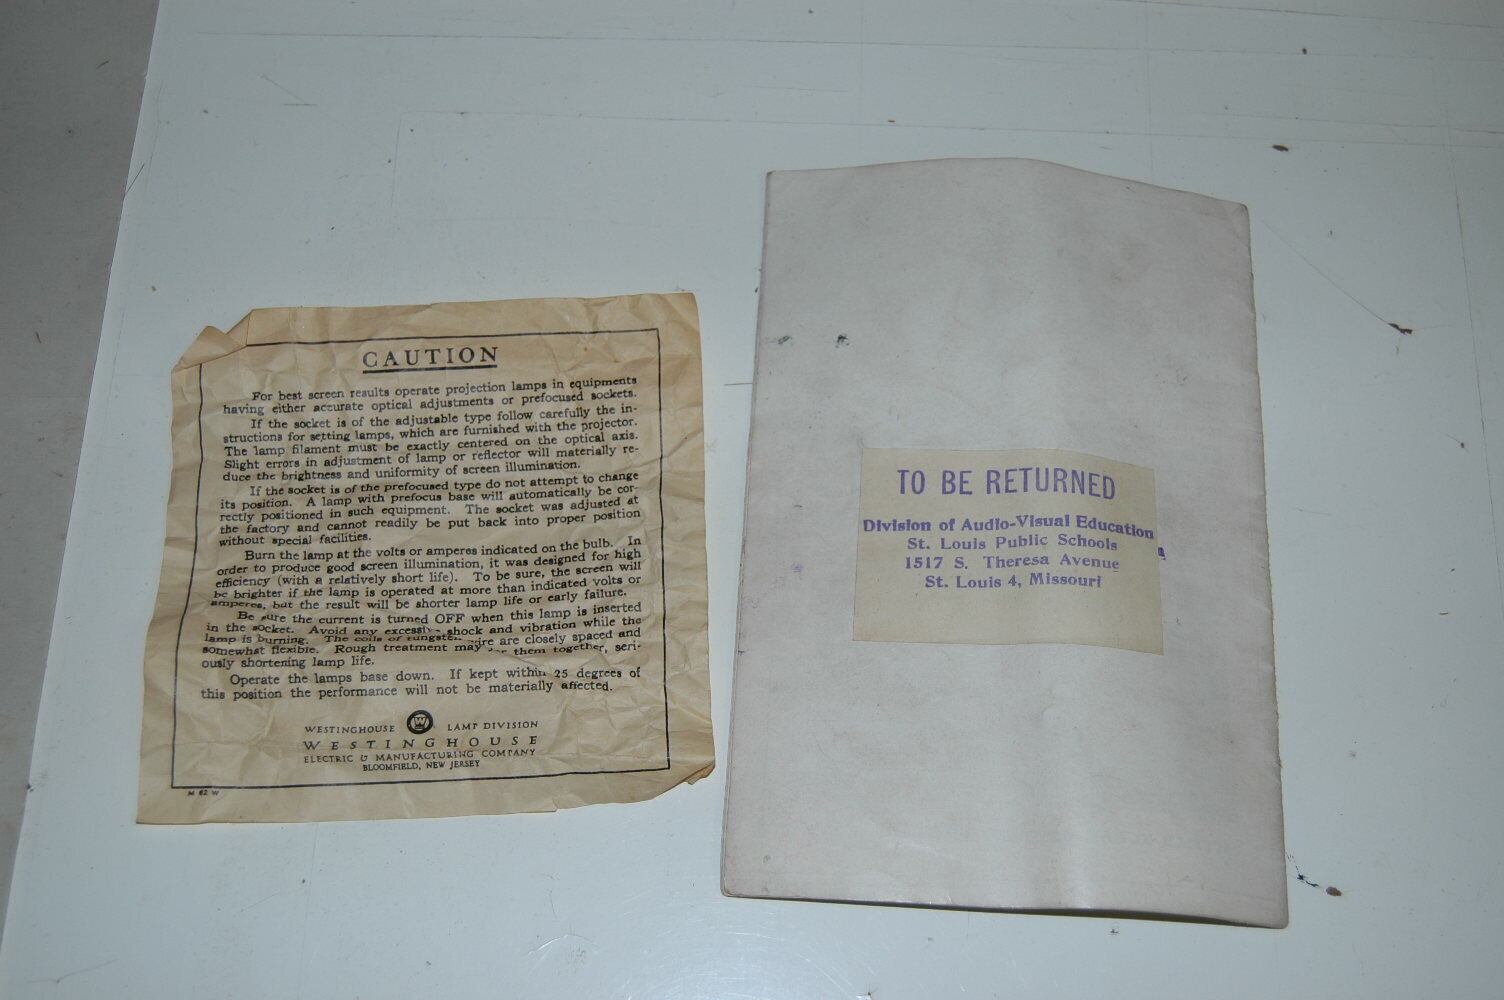 CAUTION
For best screen results operate projection lamps in equipments
having either accurate optical adjustments or prefocused sockets.
If the socket is of the adjustable type follow carefully the in-
structions for setting lamps, which are furnished with the projector.
The lamp filament must be exactly centered on the optical axis.
Slight errors in adjustment of lamp or reflector will materially re-
duce the brightness and uniformity of screen illumination.
If the socket is of the prefocused type do not attempt to change
its position. A lamp with prefocus base will automatically be cor-
rectly positioned in such equipment. The socket was adjusted at
the factory and cannot readily be put back into proper position
without special facilities.
Burn the lamp at the volts or amperes indicated on the bulb. In
order to produce good screen illumination, it was designed for high
efficiency (with a relatively short life). To be sure, the screen will
be brighter if the lamp is operated at more than indicated volts or
amperes, but the result will be shorter lamp life or early failure.
Be sure the current is turned OFF when this lamp is inserted
in the socket. Avoid any excessive shock and vibration while the
lamp is burning. The coils of tungsten wire are closely spaced and
somewhat flexible. Rough treatment may them together, seri-
ously shortening lamp life.
Operate the lamps base down. If kept within 25 degrees of
this position the performance will not be materially affected.
WESTINGHOUSE W LAMP DIVISION
WESTINGHOUSE
ELECTRIC & MANUFACTURING COMPANY
BLOOMFIELD, NEW JERSEY
M 62 W
TO BE RETURNED
Division of Audio-Visual Education
St. Louis Public Schools
1517 S. Theresa Avenue
St. Louis 4, Missouri